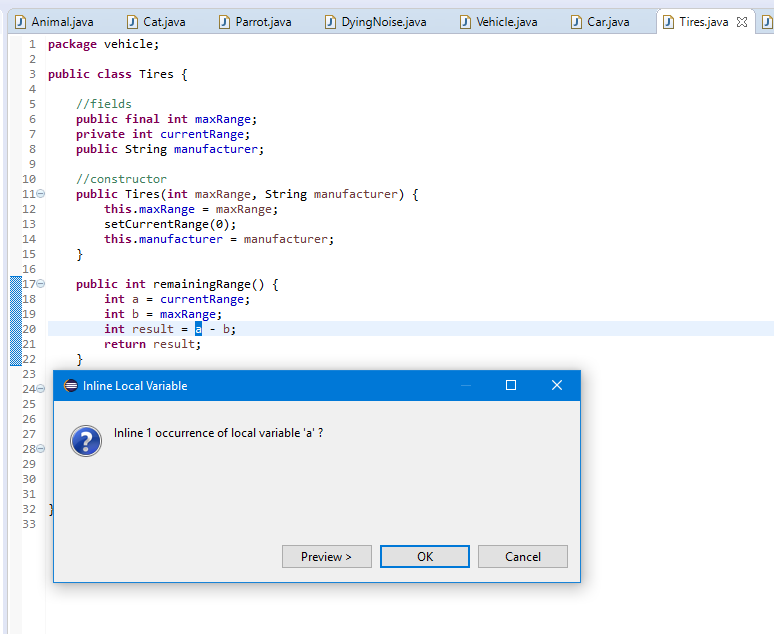 Animal.java Cat.java Parrot.java DyingNoise.java Vehicle.java Car.java Tires.java
1 package vehicle;
2
3 public class Tires {
4
5 //fields
6 public final int maxRange;
7 private int currentRange;
8 public String manufacturer;
9
10 //constructor
11 public Tires(int maxRange, String manufacturer) {
12 this.maxRange = maxRange;
13 setCurrentRange(0);
14 this.manufacturer = manufacturer;
15 }
16
17 public int remainingRange() {
18 int a = currentRange;
19 int b = maxRange;
20 int result = a - b;
21 return result;
22 }
23
24
25
26
27
28
29
30
31
32 }
33
Inline Local Variable
Inline 1 occurrence of local variable 'a' ?
Preview > OK Cancel